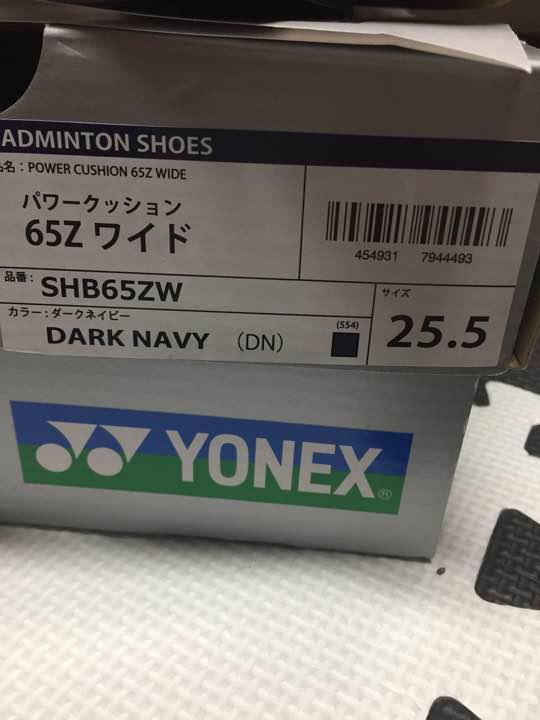 ADMINTON SHOES
品名：POWER CUSHION 65Z WIDE
パワークッション
65Z ワイド
454931 7944493
品番：
SHB65ZW
サイズ
25.5
カラー：ダークネイビー
(554)
DARK NAVY (DN)
YONEX®